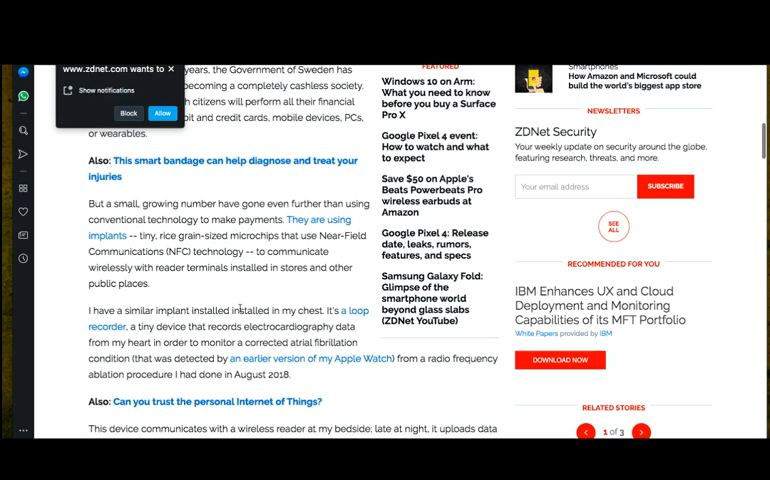 www.zdnet.com wants to
Show notifications
Block
Allow
years, the Government of Sweden has
becoming a completely cashless society.
citizens will perform all their financial
and credit cards, mobile devices, PCs,
or wearables.
Also: This smart bandage can help diagnose and treat your
injuries
But a small, growing number have gone even further than using
conventional technology to make payments. They are using
implants -- tiny, rice grain-sized microchips that use Near-Field
Communications (NFC) technology -- to communicate
wirelessly with reader terminals installed in stores and other
public places.
I have a similar implant installed installed in my chest. It's a loop
recorder, a tiny device that records electrocardiography data
from my heart in order to monitor a corrected atrial fibrillation
condition (that was detected by an earlier version of my Apple Watch) from a radio frequency
ablation procedure I had done in August 2018.
Also: Can you trust the personal Internet of Things?
This device communicates with a wireless reader at my bedside; late at night, it uploads data
FEATURED
Windows 10 on Arm:
What you need to know
before you buy a Surface
Pro X
Google Pixel 4 event:
How to watch and what
to expect
Save $50 on Apple's
Beats Powerbeats Pro
wireless earbuds at
Amazon
Google Pixel 4: Release
date, leaks, rumors,
features, and specs
Samsung Galaxy Fold:
Glimpse of the
smartphone world
beyond glass slabs
(ZDNet YouTube)
Smartphones
How Amazon and Microsoft could
build the world's biggest app store
NEWSLETTERS
ZDNet Security
Your weekly update on security around the globe,
featuring research, threats, and more.
Your email address
SUBSCRIBE
SEE
ALL
RECOMMENDED FOR YOU
IBM Enhances UX and Cloud
Deployment and Monitoring
Capabilities of its MFT Portfolio
White Papers provided by IBM
DOWNLOAD NOW
RELATED STORIES
1 of 3